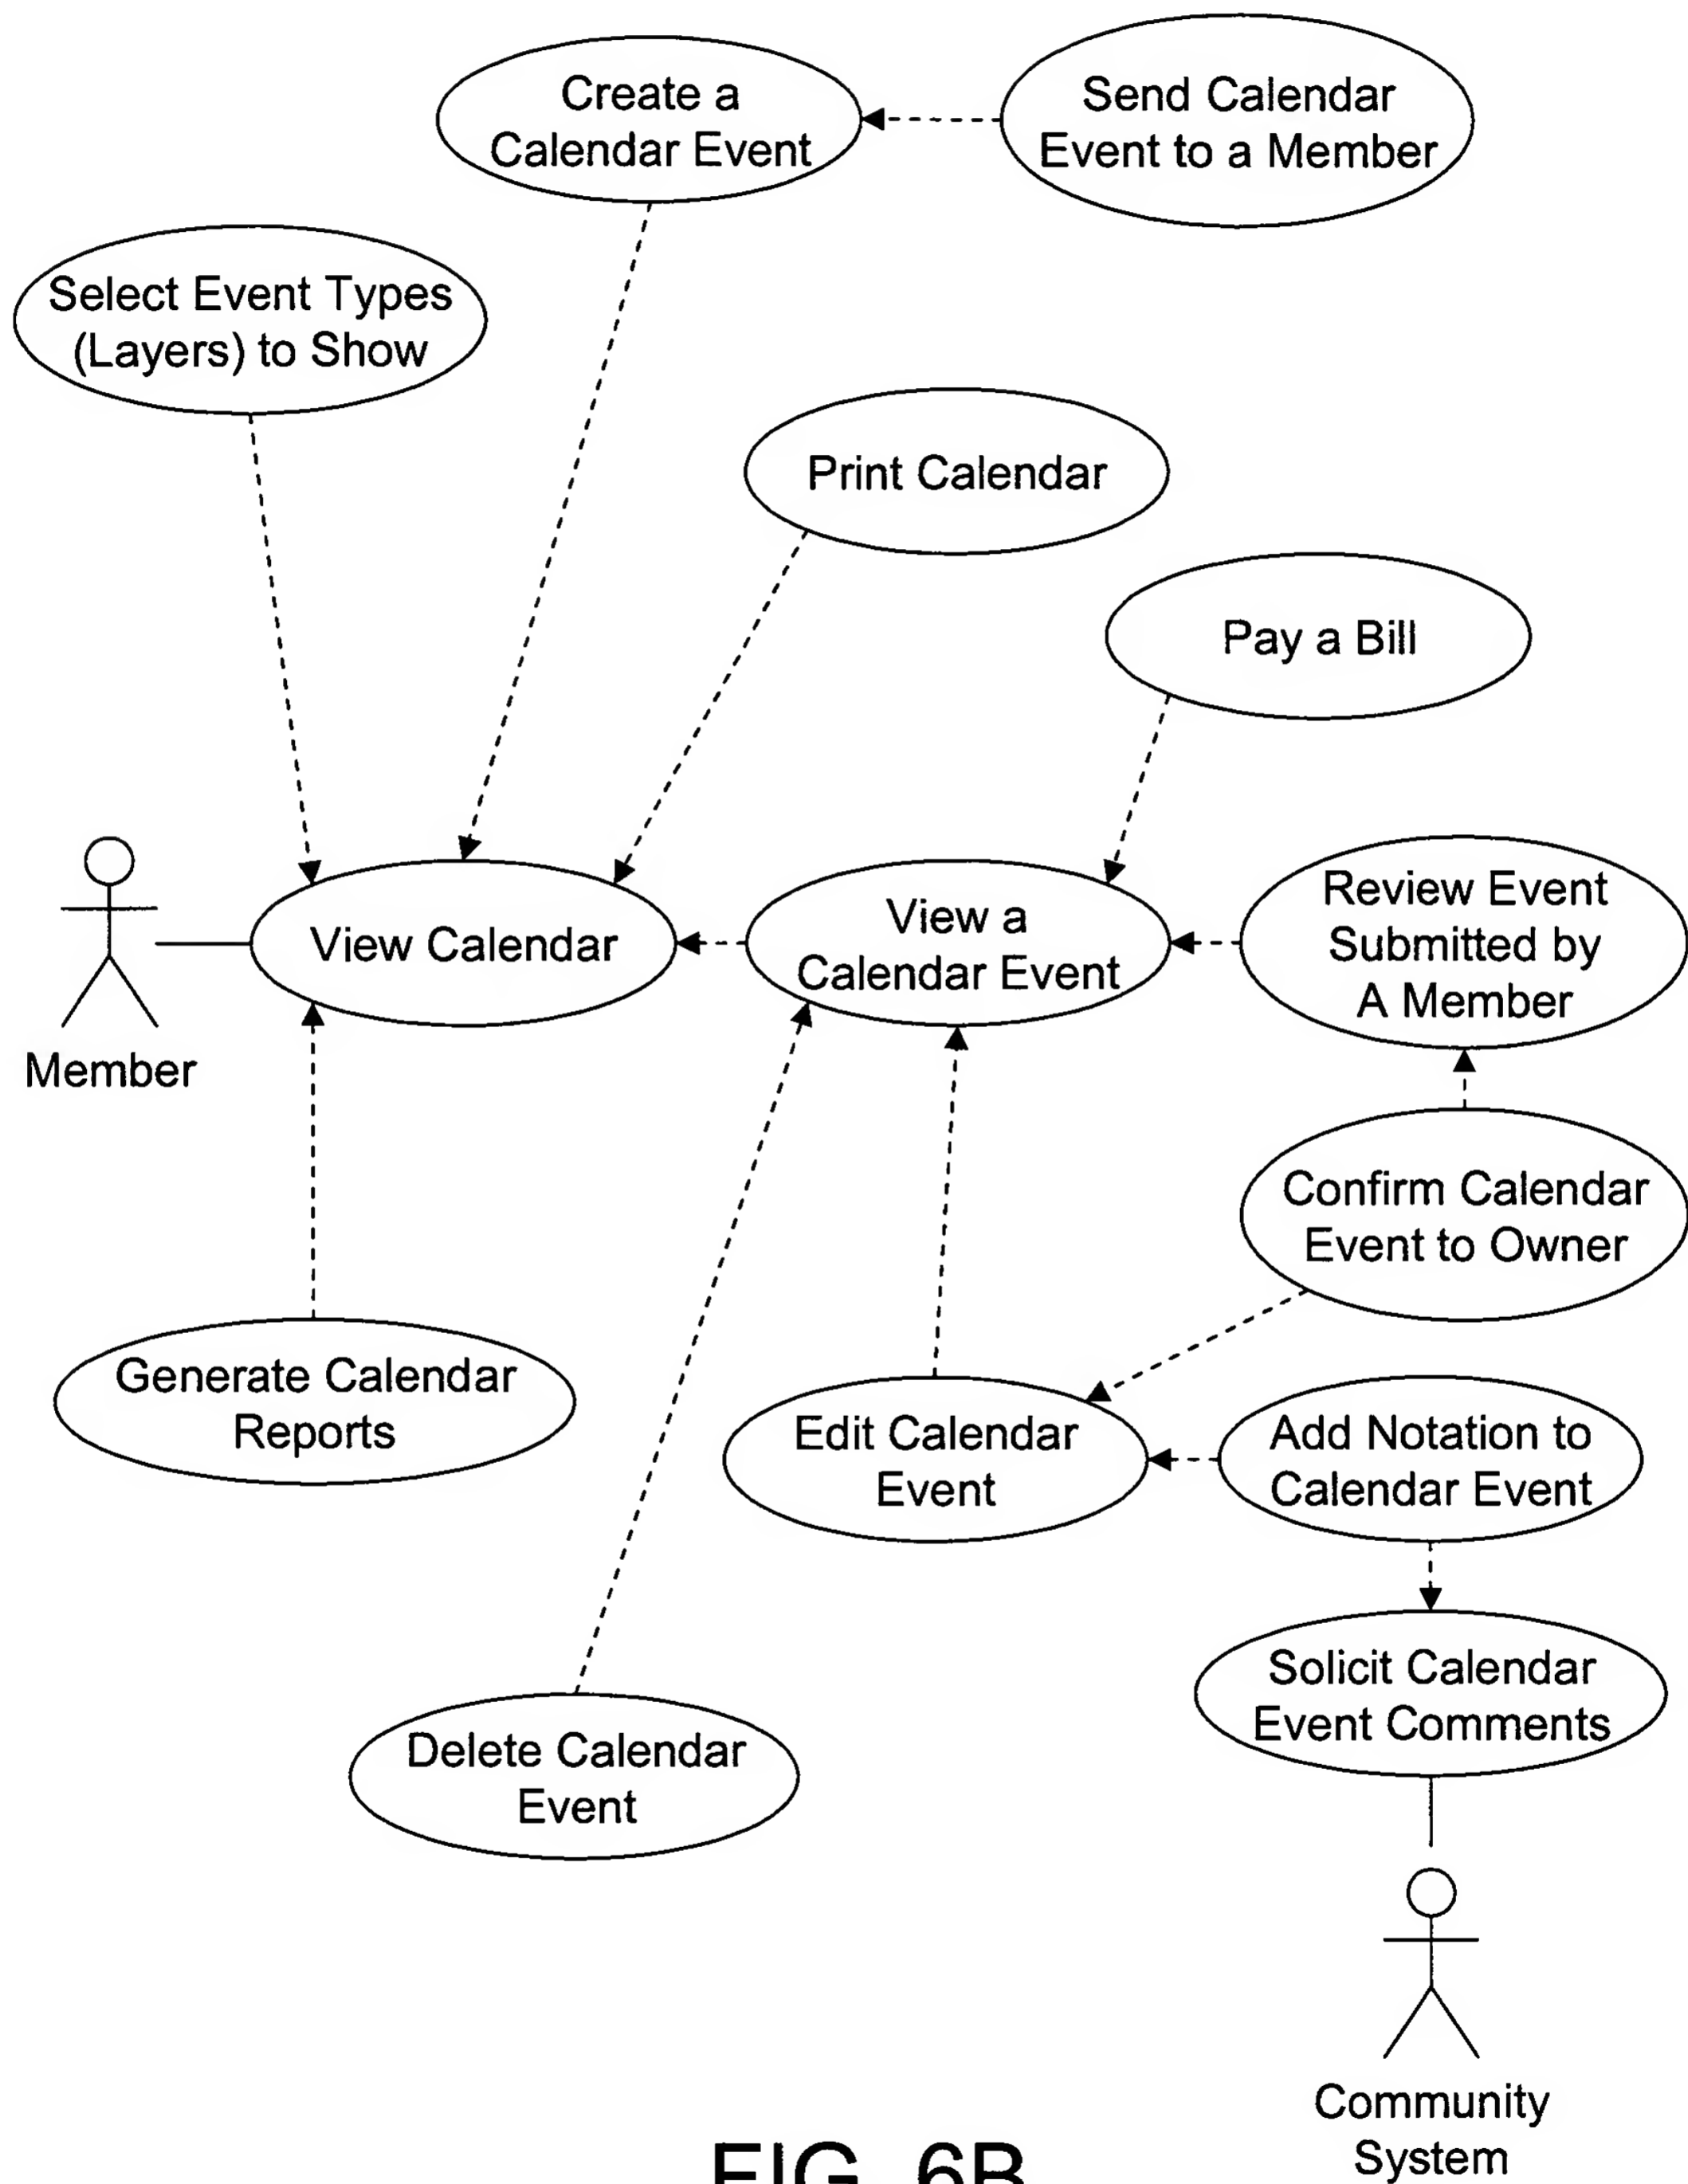 Create a
Calendar Event
Send Calendar
Event to a Member
Select Event Types
(Layers) to Show
Print Calendar
Pay a Bill
View Calendar
View a
Calendar Event
Review Event
Submitted by
A Member
Member
Confirm Calendar
Event to Owner
Generate Calendar
Reports
Edit Calendar
Event
Add Notation to
Calendar Event
Solicit Calendar
Event Comments
Delete Calendar
Event
Community
System
FIG. 6B